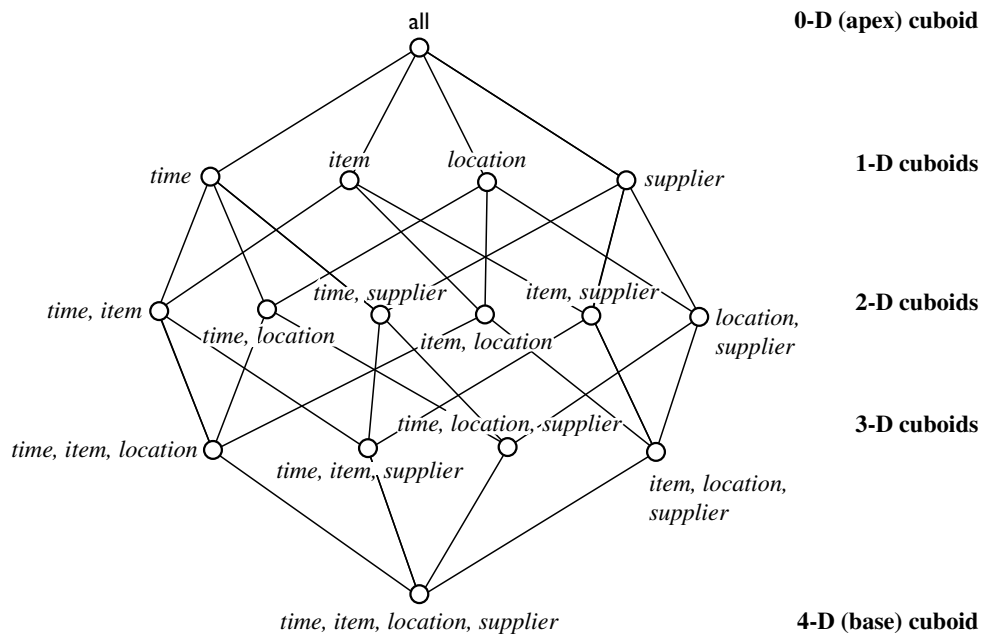 all
0-D (apex) cuboid
time
item
location
supplier
1-D cuboids
time, item
time, location
time, supplier
item, location
item, supplier
location,
supplier
2-D cuboids
time, item, location
time, item, supplier
time, location, supplier
item, location,
supplier
3-D cuboids
time, item, location, supplier
4-D (base) cuboid